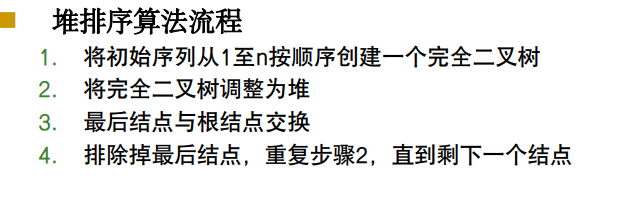 堆排序算法流程
1. 将初始序列从1至n按顺序创建一个完全二叉树
2. 将完全二叉树调整为堆
3. 最后结点与根结点交换
4. 排除掉最后结点，重复步骤2，直到剩下一个结点